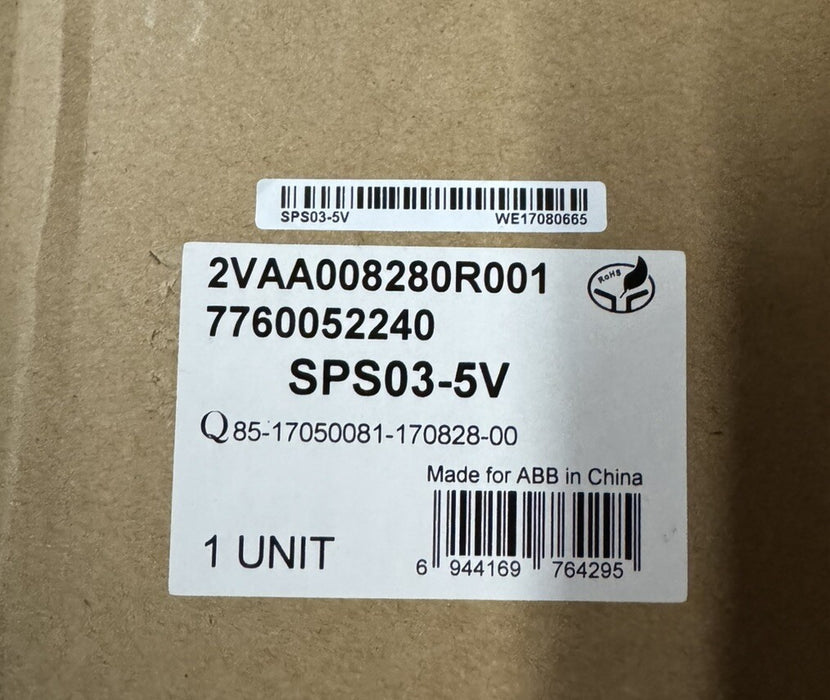 SPS03-5V WE17080665
2VAA008280R001
RoHS
7760052240
SPS03-5V
Q85-17050081-170828-00
Made for ABB in China
1 UNIT
6 944169 764295